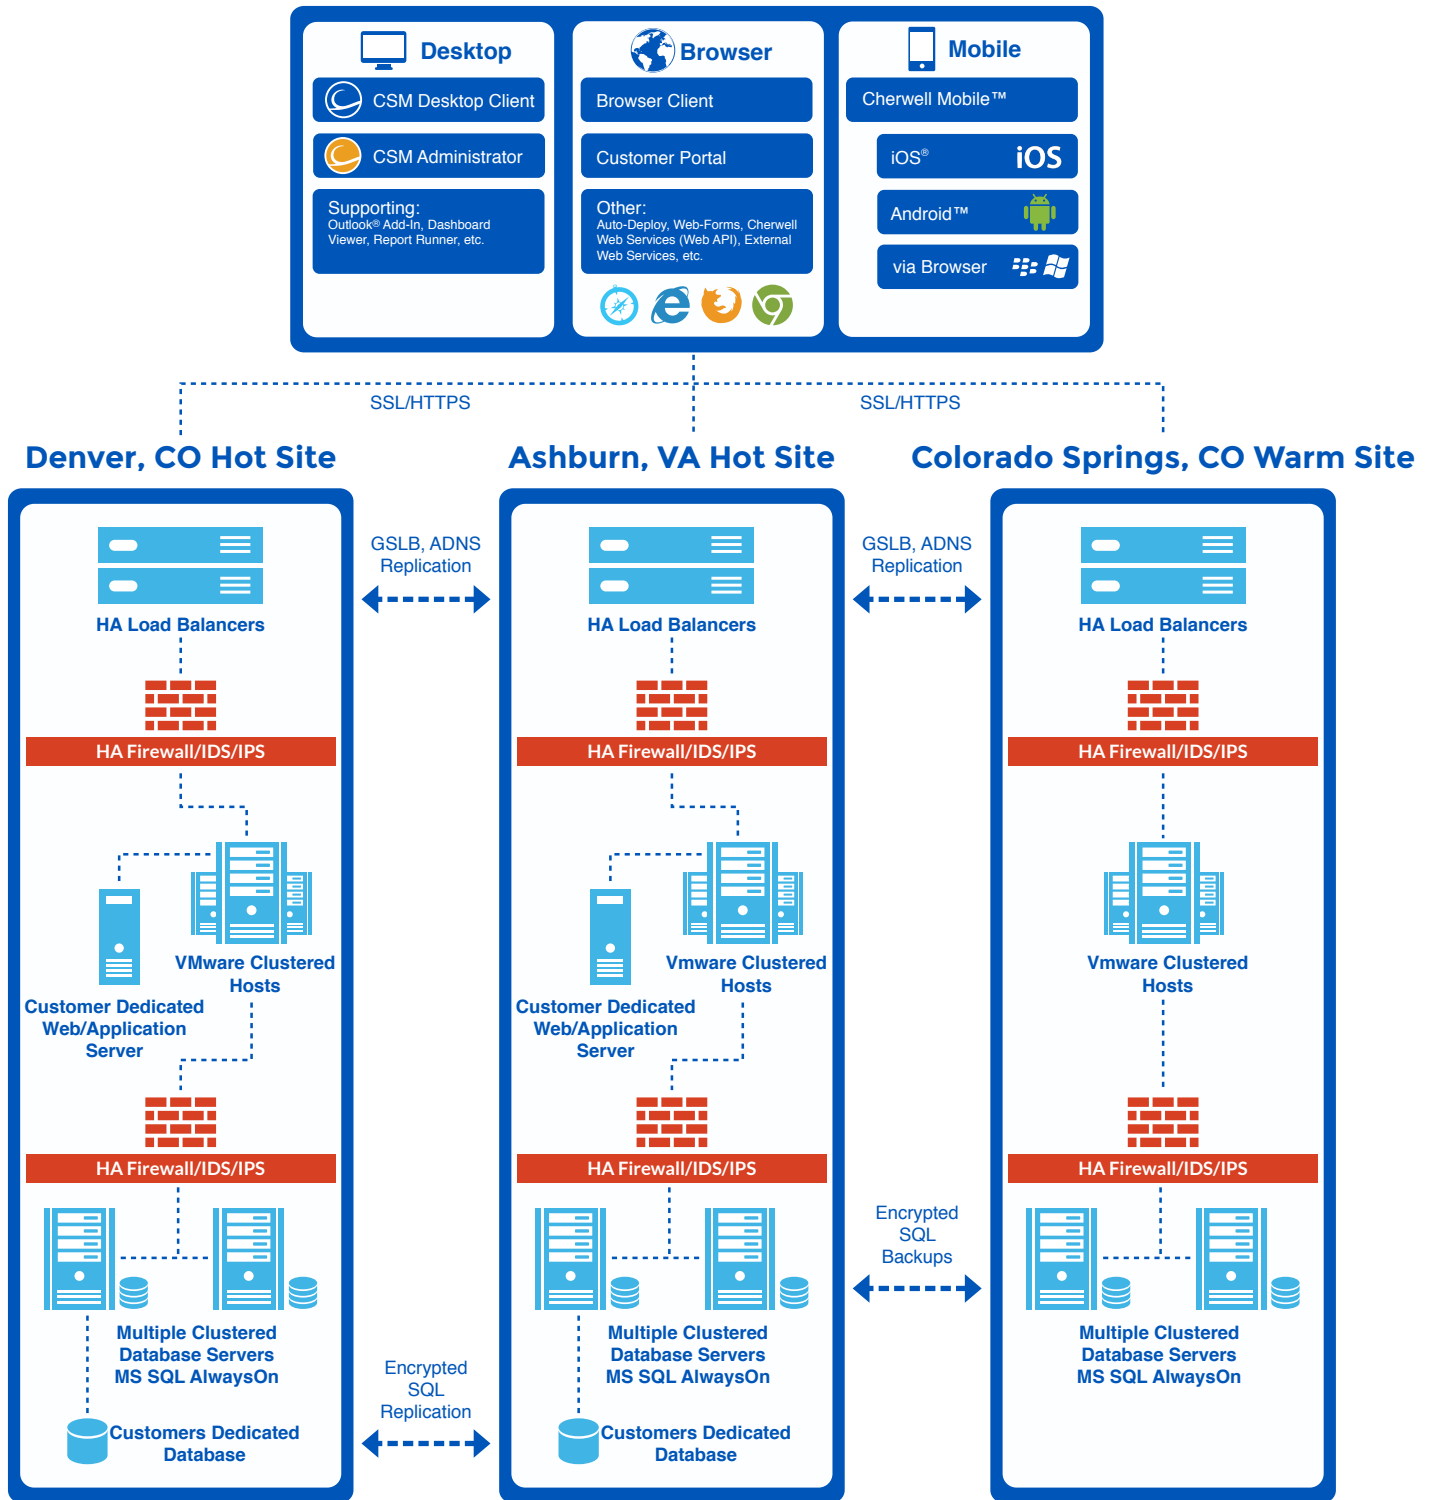 Desktop
CSM Desktop Client
CSM Administrator
Supporting:
Outlook® Add-In, Dashboard
Viewer, Report Runner, etc.
Browser
Browser Client
Customer Portal
Other:
Auto-Deploy, Web-Forms, Cherwell
Web Services (Web API), External
Web Services, etc.
Mobile
Cherwell Mobile™
iOS® iOS
Android™
via Browser
SSL/HTTPS
SSL/HTTPS
Denver, CO Hot Site
HA Load Balancers
HA Firewall/IDS/IPS
VMware Clustered
Hosts
Customer Dedicated
Web/Application
Server
HA Firewall/IDS/IPS
Multiple Clustered
Database Servers
MS SQL AlwaysOn
Customers Dedicated
Database
GSLB, ADNS
Replication
Encrypted
SQL
Replication
Ashburn, VA Hot Site
HA Load Balancers
HA Firewall/IDS/IPS
Vmware Clustered
Hosts
Customer Dedicated
Web/Application
Server
HA Firewall/IDS/IPS
Multiple Clustered
Database Servers
MS SQL AlwaysOn
Customers Dedicated
Database
GSLB, ADNS
Replication
Encrypted
SQL
Backups
Colorado Springs, CO Warm Site
HA Load Balancers
HA Firewall/IDS/IPS
Vmware Clustered
Hosts
HA Firewall/IDS/IPS
Multiple Clustered
Database Servers
MS SQL AlwaysOn